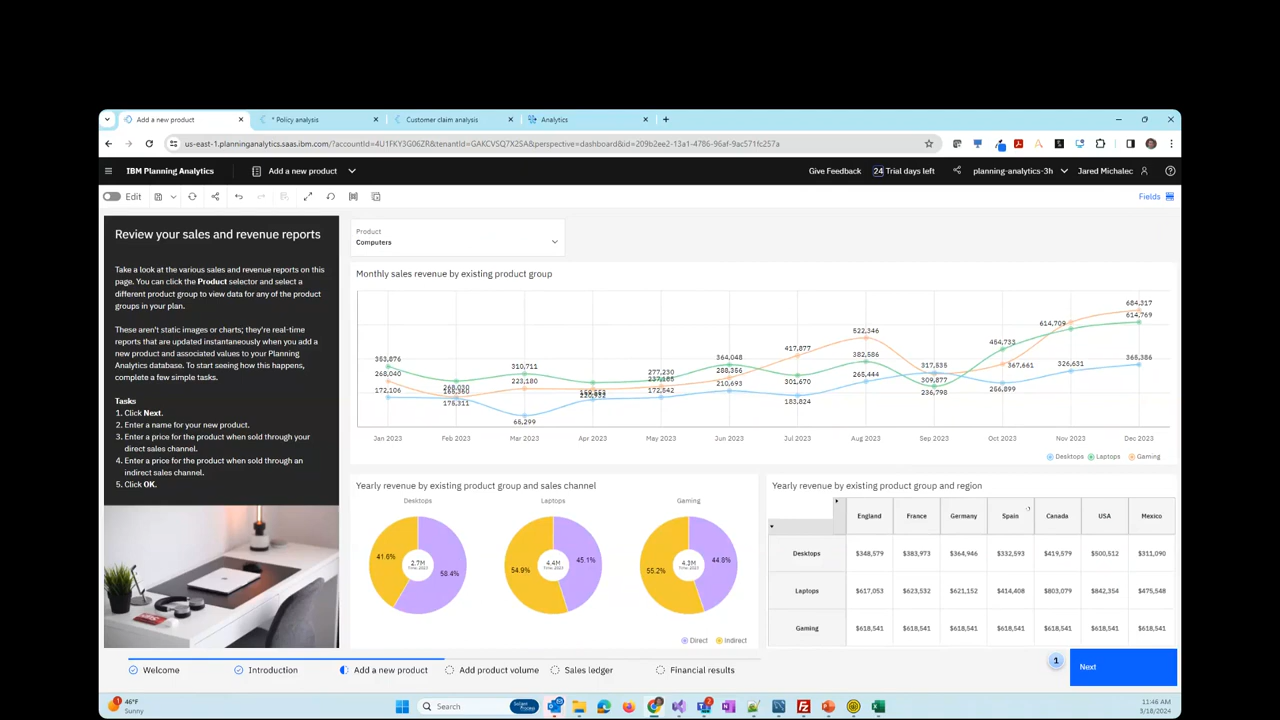 Add a new product
* Policy analysis
Customer claim analysis
Analytics
us-east-1.planninganalytics.saas.ibm.com/?accountId=4U1FKY3G06ZR&tenantId=GAKCVSQ7X2SA&perspective=dashboard&id=209b2ee2-13a1-4786-96af-9ac571fc257a
IBM Planning Analytics
Add a new product
Give Feedback
24 Trial days left
planning-analytics-3h
Jared Michalec
Edit
Fields
Review your sales and revenue reports
Take a look at the various sales and revenue reports on this
page. You can click the Product selector and select a
different product group to view data for any of the product
groups in your plan.
These aren't static images or charts; they're real-time
reports that are updated instantaneously when you add a
new product and associated values to your Planning
Analytics database. To start seeing how this happens,
complete a few simple tasks.
Tasks
1. Click Next.
2. Enter a name for your new product.
3. Enter a price for the product when sold through your
direct sales channel.
4. Enter a price for the product when sold through an
indirect sales channel.
5. Click OK.
Product
Computers
Monthly sales revenue by existing product group
684,317
614,769
614,709
522,346
417,877
454,733
364,048
382,586
353,876
310,711
277,230
317,535
367,661
365,386
268,040
223,180
288,356
301,670
309,877
326,631
172,106
175,311
172,542
210,693
265,444
236,798
256,899
66,299
183,824
Jan 2023 Feb 2023 Mar 2023 Apr 2023 May 2023 Jun 2023 Jul 2023 Aug 2023 Sep 2023 Oct 2023 Nov 2023 Dec 2023
Desktops Laptops Gaming
Yearly revenue by existing product group and sales channel
Desktops Laptops Gaming
41.6% 2.7M 58.4%
54.9% 4.4M 45.1%
55.2% 4.3M 44.8%
Direct Indirect
Yearly revenue by existing product group and region
England France Germany Spain Canada USA Mexico
Desktops $348,579 $383,973 $364,946 $332,593 $419,579 $500,512 $311,090
Laptops $617,053 $623,532 $621,152 $414,408 $803,079 $842,354 $475,548
Gaming $618,541 $618,541 $618,541 $618,541 $618,541 $618,541 $618,541
Welcome
Introduction
Add a new product
Add product volume
Sales ledger
Financial results
1
Next
46°F
Sunny
Search
11:46 AM
3/18/2024